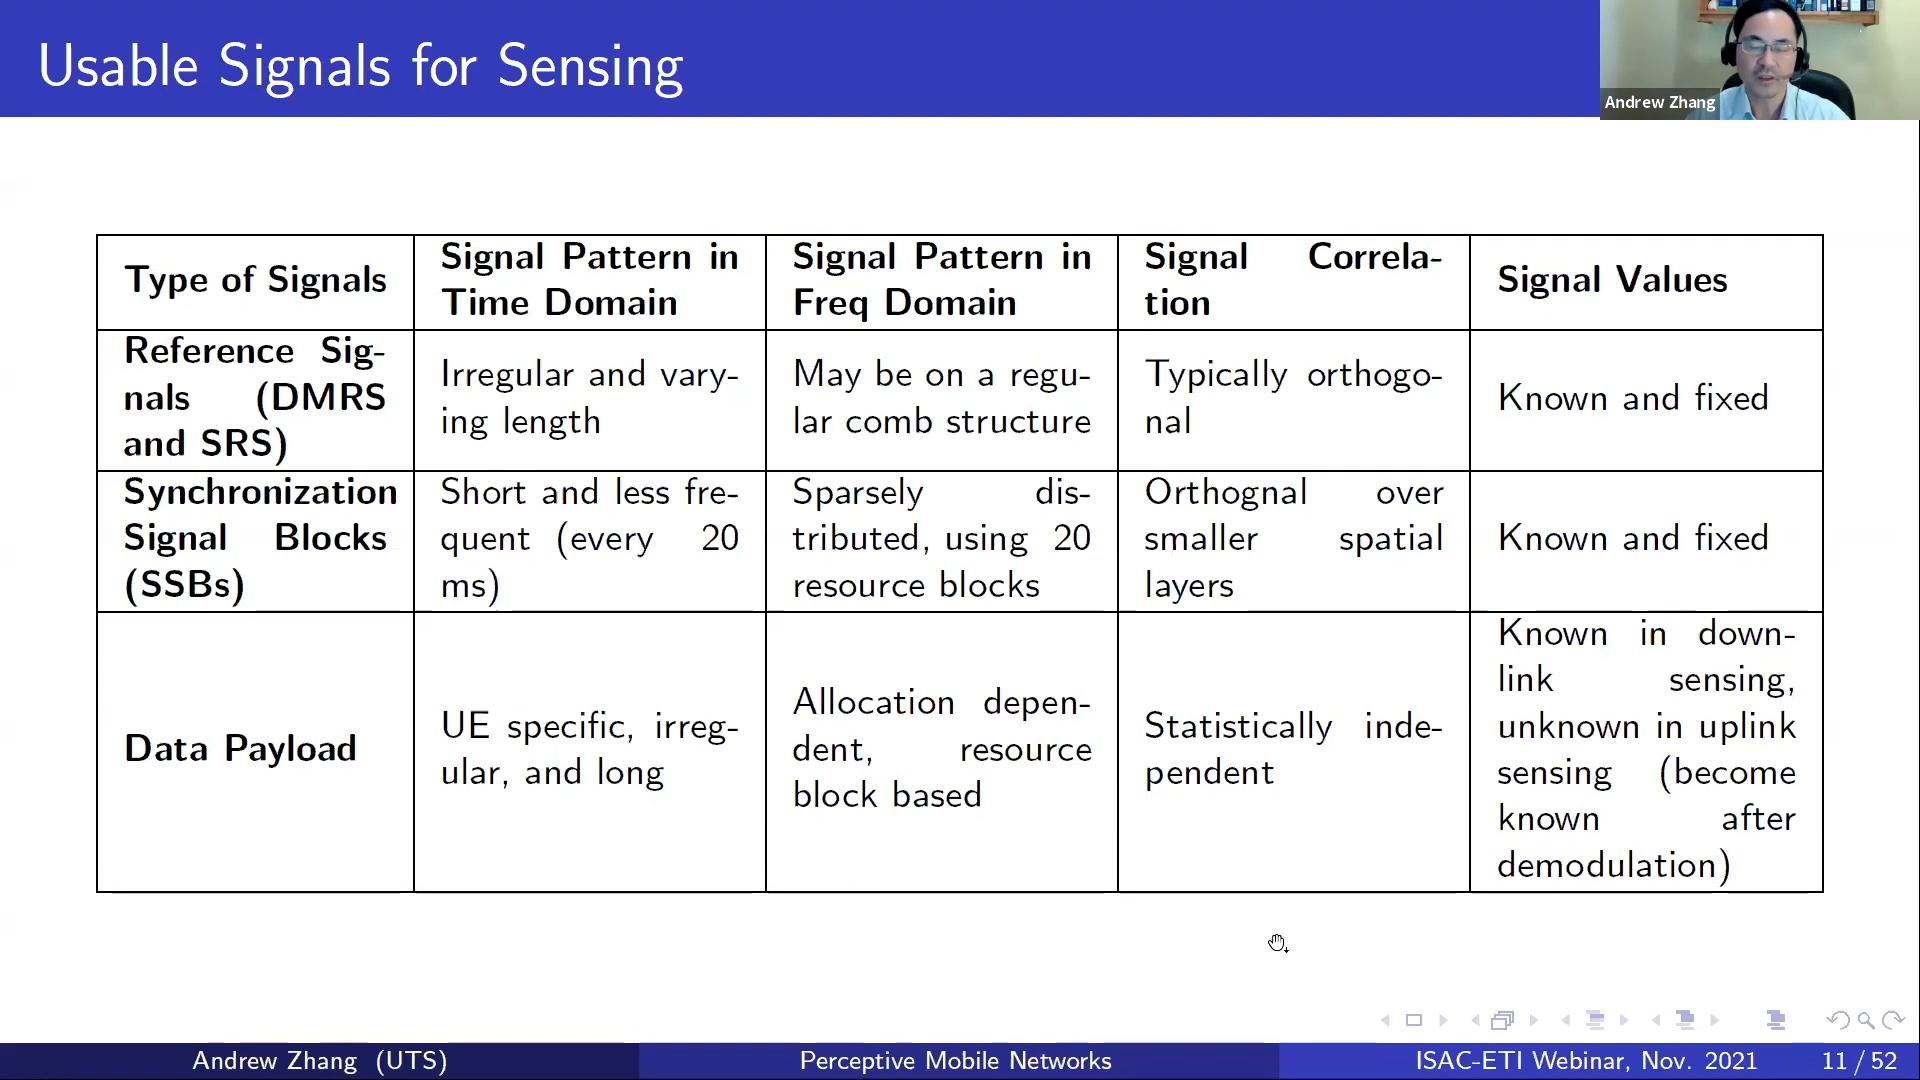 Usable Signals for Sensing
Andrew Zhang
Type of Signals
Signal Pattern in
Time Domain
Signal Pattern in
Freq Domain
Signal Correla-
tion
Signal Values
Reference Sig-
nals (DMRS
and SRS)
Irregular and vary-
ing length
May be on a regu-
lar comb structure
Typically orthogo-
nal
Known and fixed
Synchronization
Signal Blocks
(SSBs)
Short and less fre-
quent (every 20
ms)
Sparsely dis-
tributed, using 20
resource blocks
Orthognal over
smaller spatial
layers
Known and fixed
Data Payload
UE specific, irreg-
ular, and long
Allocation depen-
dent, resource
block based
Statistically inde-
pendent
Known in down-
link sensing,
unknown in uplink
sensing (become
known after
demodulation)
Andrew Zhang (UTS)
Perceptive Mobile Networks
ISAC-ETI Webinar, Nov. 2021
11 / 52